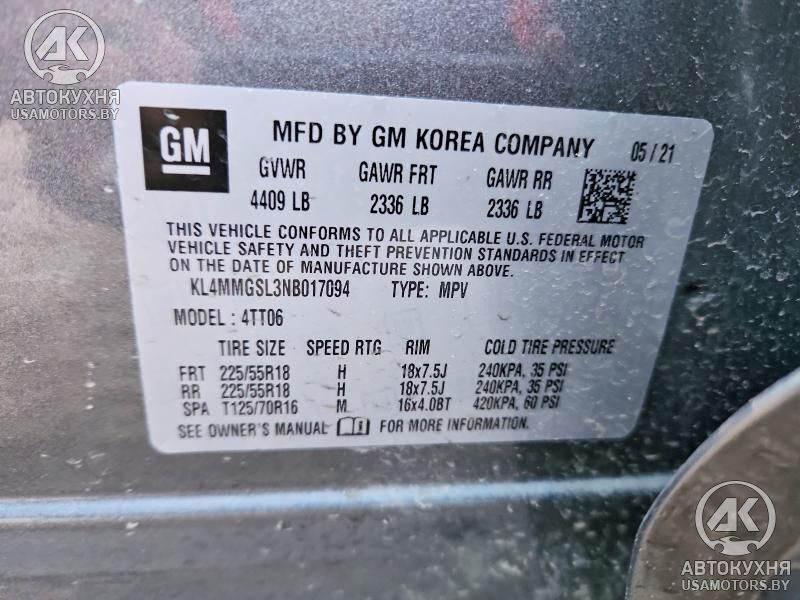 AK
АВТОКУХНЯ
USAMOTORS.BY
GM
MFD BY GM KOREA COMPANY 05/21
GVWR GAWR FRT GAWR RR
4409 LB 2336 LB 2336 LB
THIS VEHICLE CONFORMS TO ALL APPLICABLE U.S. FEDERAL MOTOR
VEHICLE SAFETY AND THEFT PREVENTION STANDARDS IN EFFECT
ON THE DATE OF MANUFACTURE SHOWN ABOVE.
KL4MMGSL3NB017094 TYPE: MPV
MODEL: 4TT06
TIRE SIZE SPEED RTG RIM COLD TIRE PRESSURE
FRT 225/55R18 H 18x7.5J 240KPA, 35 PSI
RR 225/55R18 H 18x7.5J 240KPA, 35 PSI
SPA T125/70R16 M 16x4.0BT 420KPA, 60 PSI
SEE OWNER'S MANUAL FOR MORE INFORMATION.
AK
АВТОКУХНЯ
USAMOTORS.BY